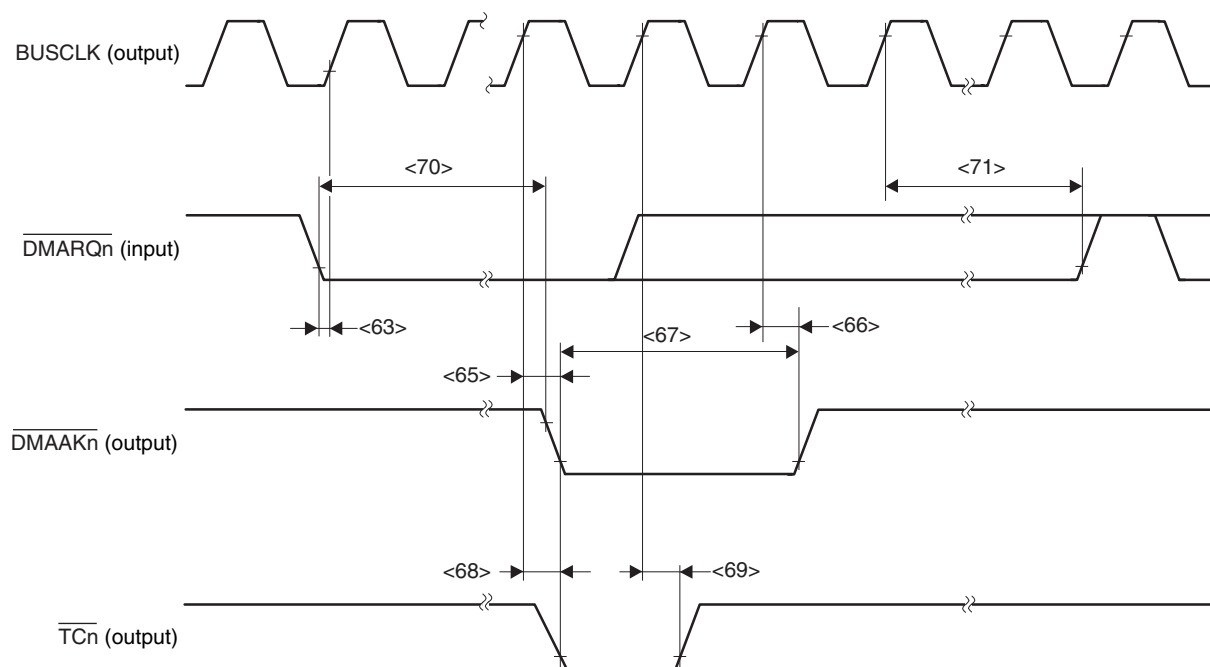 BUSCLK (output)
<70>
<71>
DMARQn (input)
<63>
<66>
<67>
<65>
DMAAKn (output)
<68>
<69>
TCn (output)